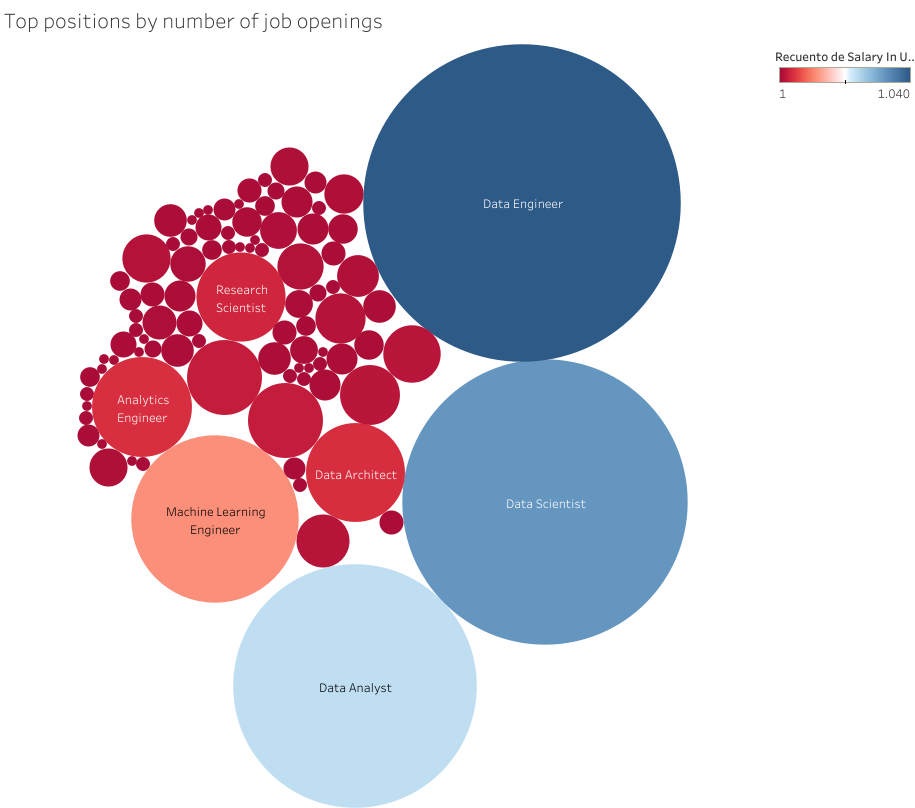 Top positions by number of job openings
Recuento de Salary In U..
1
1.040
Data Engineer
Research
Scientist
Analytics
Engineer
Data Architect
Data Scientist
Machine Learning
Engineer
Data Analyst